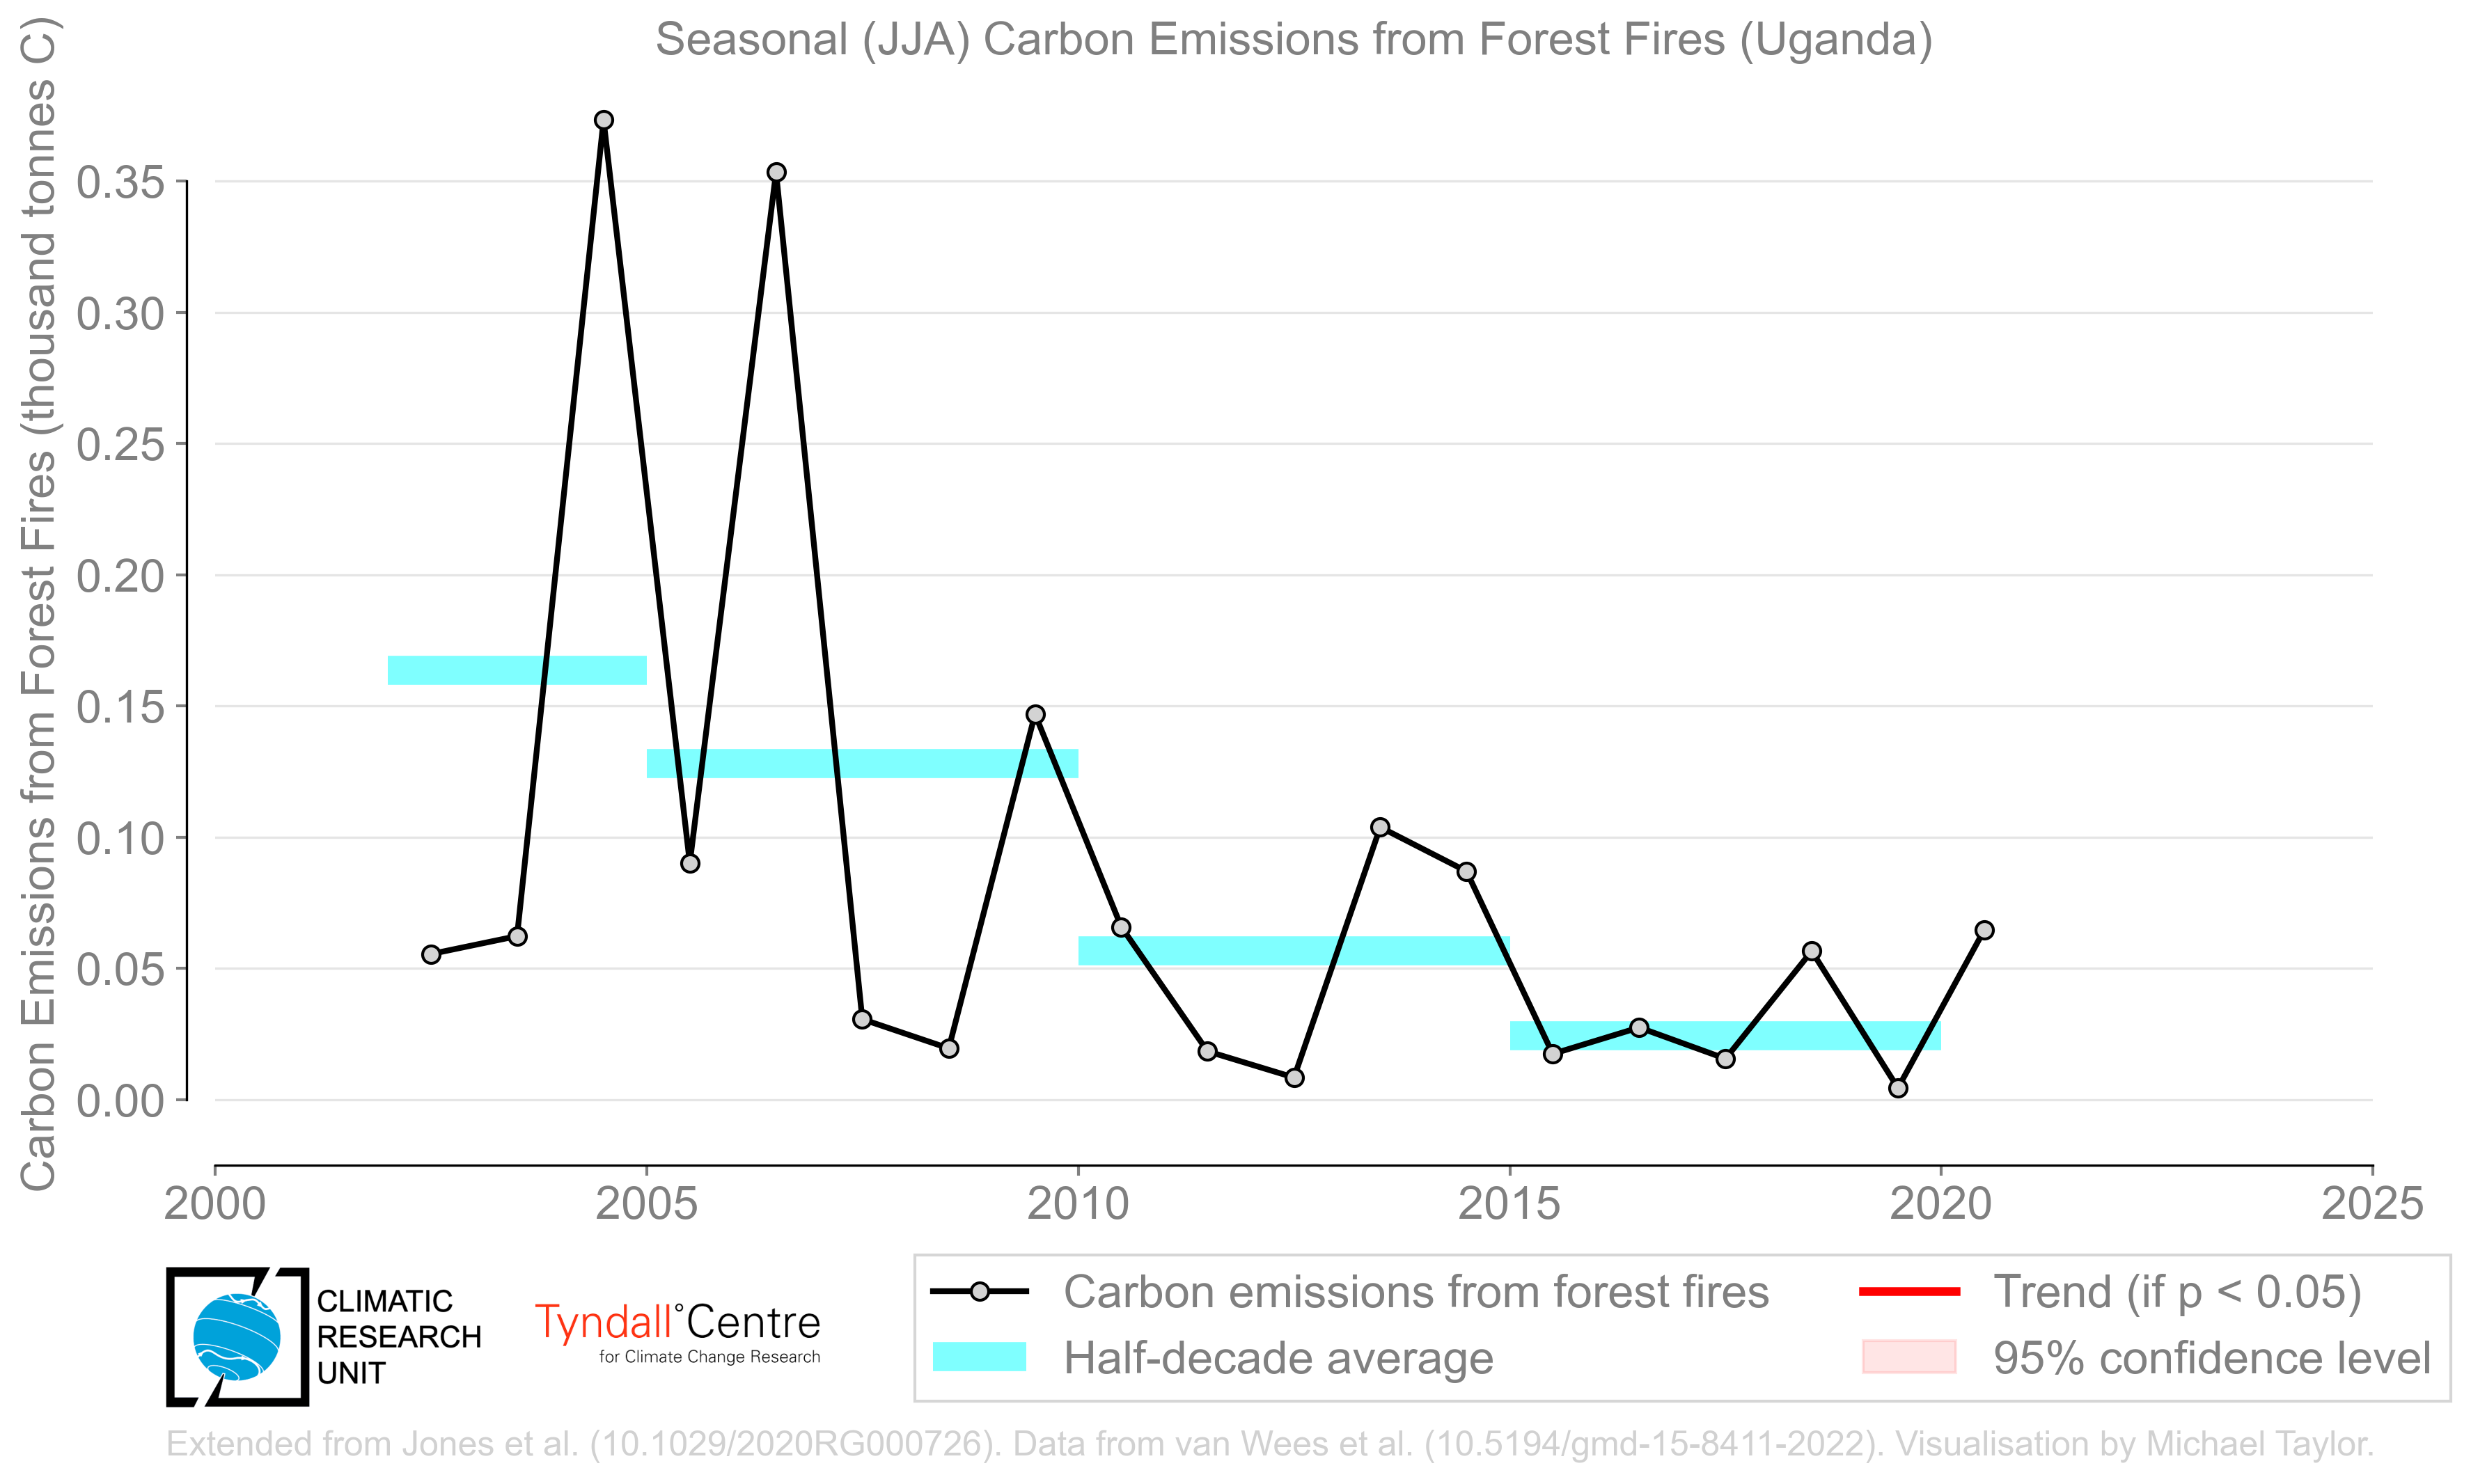 Seasonal (JJA) Carbon Emissions from Forest Fires (Uganda)
Carbon Emissions from Forest Fires (thousand tonnes C)
0.35
0.30
0.25
0.20
0.15
0.10
0.05
0.00
2000
2005
2010
2015
2020
2025
CLIMATIC
RESEARCH
UNIT
Tyndall°Centre
for Climate Change Research
Carbon emissions from forest fires
Half-decade average
Trend (if p < 0.05)
95% confidence level
Extended from Jones et al. (10.1029/2020RG000726). Data from van Wees et al. (10.5194/gmd-15-8411-2022). Visualisation by Michael Taylor.